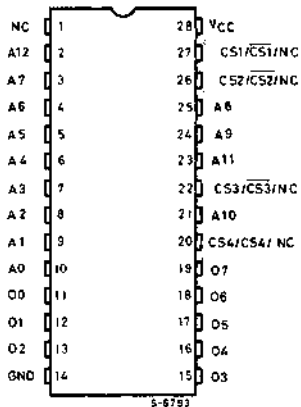 NC 1 28 VCC
A12 2 27 CS1/CS1/NC
A7 3 26 CS2/CS2/NC
A6 4 25 A8
A5 5 24 A9
A4 6 23 A11
A3 7 22 CS3/CS3/NC
A2 8 21 A10
A1 9 20 CS4/CS4/NC
A0 10 19 O7
O0 11 18 O6
O1 12 17 O5
O2 13 16 O4
GND 14 15 O3
S-6793